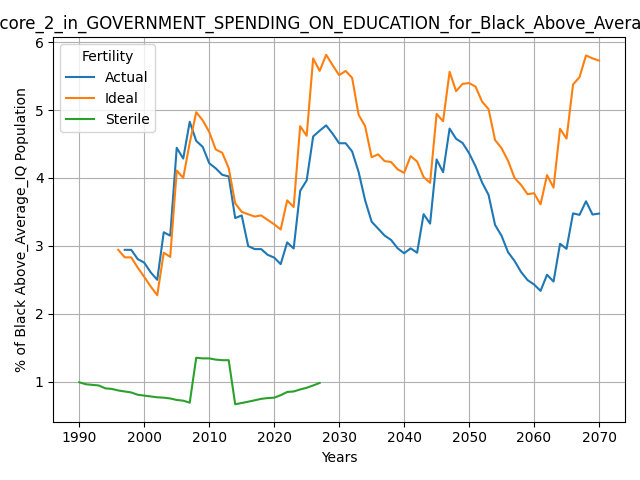 core_2_in_GOVERNMENT_SPENDING_ON_EDUCATION_for_Black_Above_Avera
Fertility
Actual
Ideal
Sterile
% of Black Above_Average_IQ Population
6
5
4
3
2
1
1990 2000 2010 2020 2030 2040 2050 2060 2070
Years